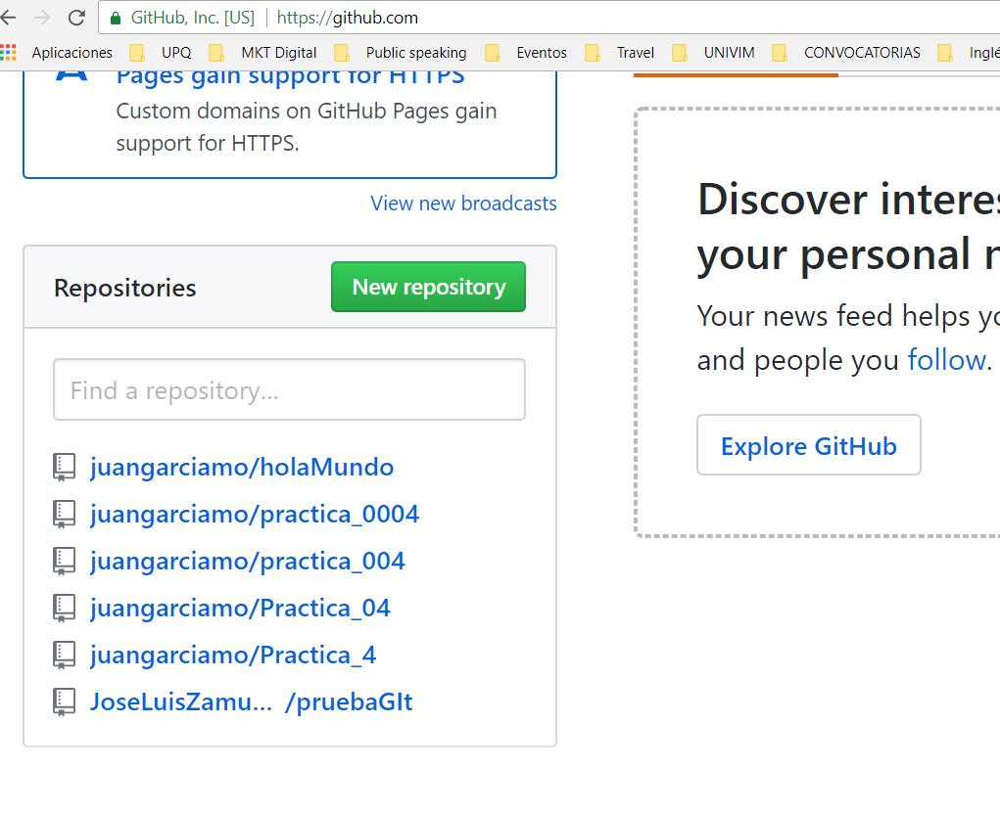 GitHub, Inc. [US] https://github.com
Aplicaciones UPQ MKT Digital Public speaking Eventos Travel UNIVIM CONVOCATORIAS Inglé
Pages gain support for HTTPS
Custom domains on GitHub Pages gain
support for HTTPS.
View new broadcasts
Repositories
New repository
Find a repository...
juangarciamo/holaMundo
juangarciamo/practica_0004
juangarciamo/practica_004
juangarciamo/Practica_04
juangarciamo/Practica_4
JoseLuisZamu... /pruebaGIt
Discover interes
your personal n
Your news feed helps yo
and people you follow.
Explore GitHub